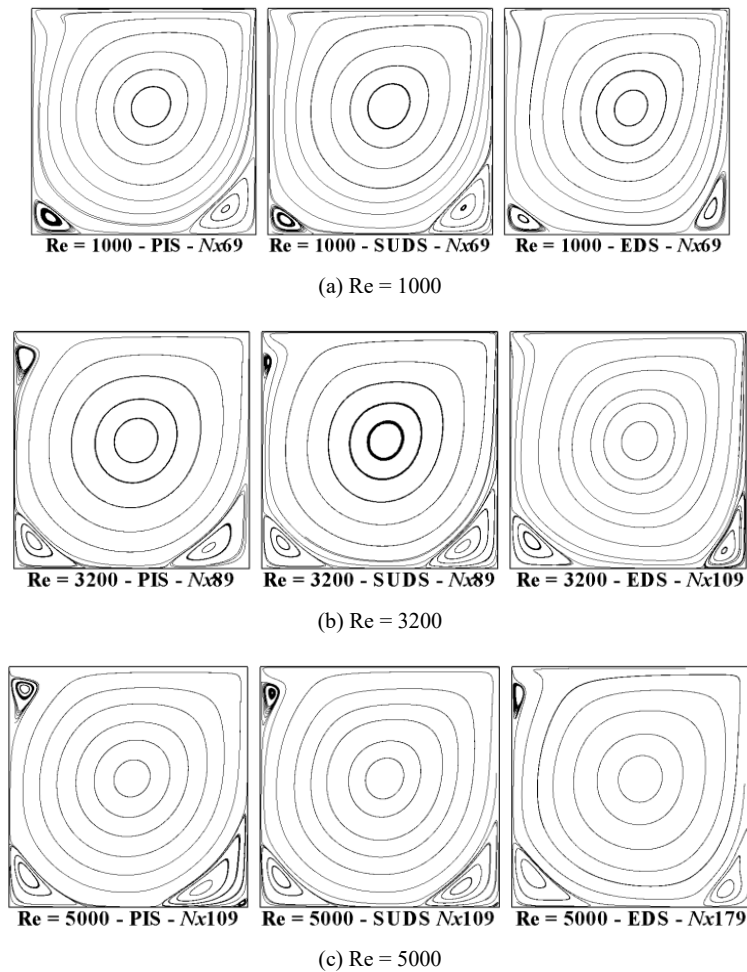 Re = 1000 - PIS - Nx69
Re = 1000 - SUDS - Nx69
Re = 1000 - EDS - Nx69
(a) Re = 1000
Re = 3200 - PIS - Nx89
Re = 3200 - SUDS - Nx89
Re = 3200 - EDS - Nx109
(b) Re = 3200
Re = 5000 - PIS - Nx109
Re = 5000 - SUDS Nx109
Re = 5000 - EDS - Nx179
(c) Re = 5000